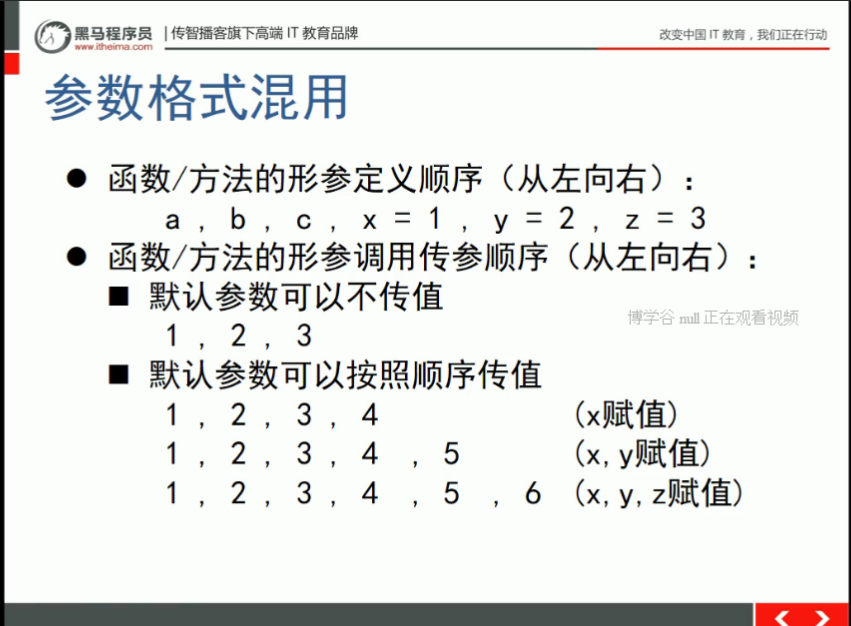 黑马程序员 | 传智播客旗下高端 IT 教育品牌
www.itheima.com
改变中国 IT 教育，我们正在行动
参数格式混用
● 函数/方法的形参定义顺序（从左向右）：
a , b , c , x = 1 , y = 2 , z = 3
● 函数/方法的形参调用传参顺序（从左向右）：
■ 默认参数可以不传值
博学谷 null 正在观看视频
1 , 2 , 3
■ 默认参数可以按照顺序传值
1 , 2 , 3 , 4 (x赋值)
1 , 2 , 3 , 4 , 5 (x,y赋值)
1 , 2 , 3 , 4 , 5 , 6 (x,y,z赋值)